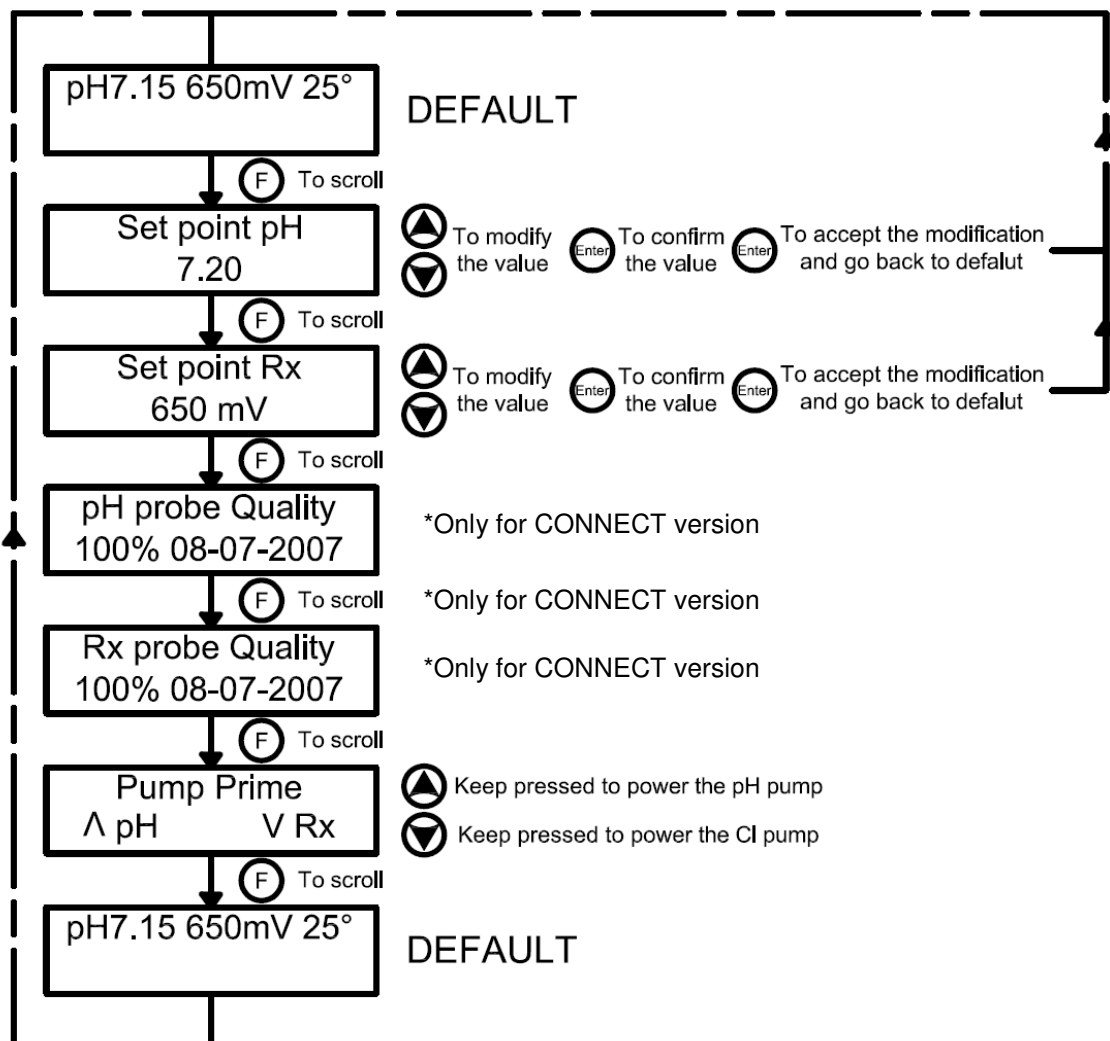 pH7.15 650mV 25°
DEFAULT
F To scroll
Set point pH
7.20
To modify
the value
Enter
To confirm
the value
Enter
To accept the modification
and go back to defalut
F To scroll
Set point Rx
650 mV
To modify
the value
Enter
To confirm
the value
Enter
To accept the modification
and go back to defalut
F To scroll
pH probe Quality
100% 08-07-2007
*Only for CONNECT version
F To scroll
*Only for CONNECT version
Rx probe Quality
100% 08-07-2007
*Only for CONNECT version
F To scroll
Pump Prime
Λ pH V Rx
Keep pressed to power the pH pump
Keep pressed to power the Cl pump
F To scroll
pH7.15 650mV 25°
DEFAULT